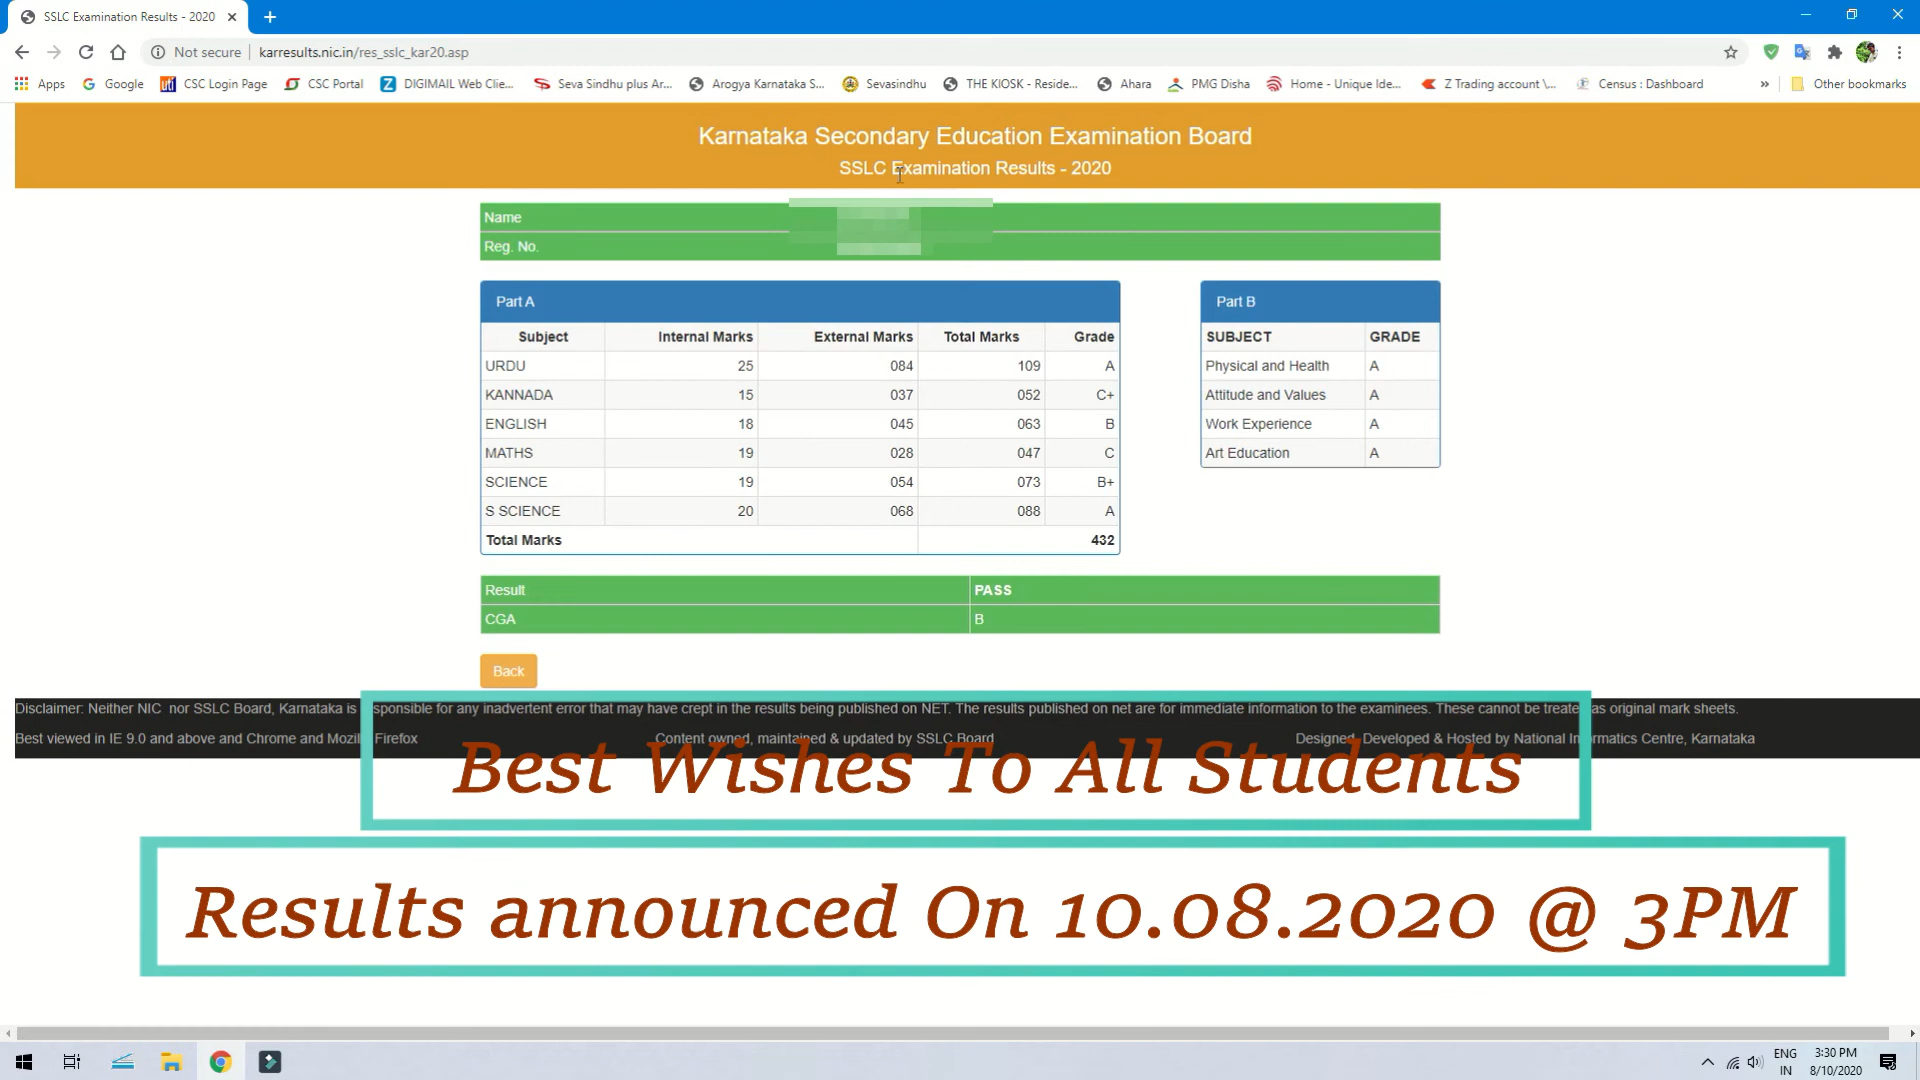 SSLC Examination Results - 2020
Not secure karresults.nic.in/res_sslc_kar20.asp
Apps Google CSC Login Page CSC Portal DIGIMAIL Web Clie... Seva Sindhu plus Ar... Arogya Karnataka S... Sevasindhu THE KIOSK - Reside... Ahara PMG Disha Home - Unique Ide... Z Trading account \... Census : Dashboard » Other bookmarks
Karnataka Secondary Education Examination Board
SSLC Examination Results - 2020
Name
Reg. No.
Part A
Subject Internal Marks External Marks Total Marks Grade
URDU 25 084 109 A
KANNADA 15 037 052 C+
ENGLISH 18 045 063 B
MATHS 19 028 047 C
SCIENCE 19 054 073 B+
S SCIENCE 20 068 088 A
Total Marks 432
Part B
SUBJECT GRADE
Physical and Health A
Attitude and Values A
Work Experience A
Art Education A
Result PASS
CGA B
Back
Disclaimer: Neither NIC nor SSLC Board, Karnataka is responsible for any inadvertent error that may have crept in the results being published on NET. The results published on net are for immediate information to the examinees. These cannot be treated as original mark sheets.
Best viewed in IE 9.0 and above and Chrome and Mozilla Firefox Content owned, maintained & updated by SSLC Board Designed, Developed & Hosted by National Informatics Centre, Karnataka
Best Wishes To All Students
Results announced On 10.08.2020 @ 3PM
ENG 3:30 PM
IN 8/10/2020